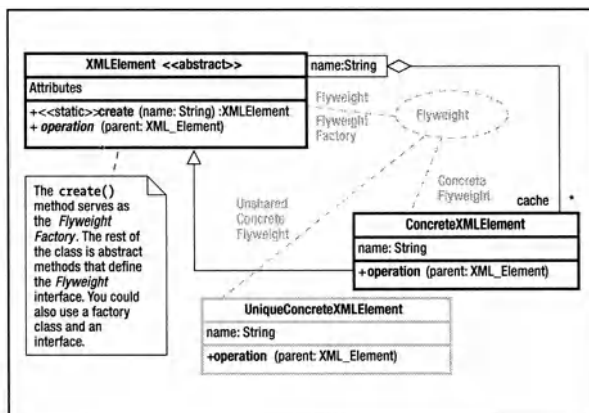 XMLElement <<abstract>>
name:String
Attributes
+<<static>>create (name: String) :XMLElement
+ operation (parent: XML_Element)
Flyweight
Flyweight
Factory
Flyweight
The create()
method serves as
the Flyweight
Factory. The rest of
the class is abstract
methods that define
the Flyweight
interface. You could
also use a factory
class and an
interface.
Unshared
Concrete
Flyweight
Concreta
Flyweight
cache *
ConcreteXMLElement
name: String
+operation (parent: XML_Element)
UniqueConcreteXMLElement
name: String
+operation (parent: XML_Element)